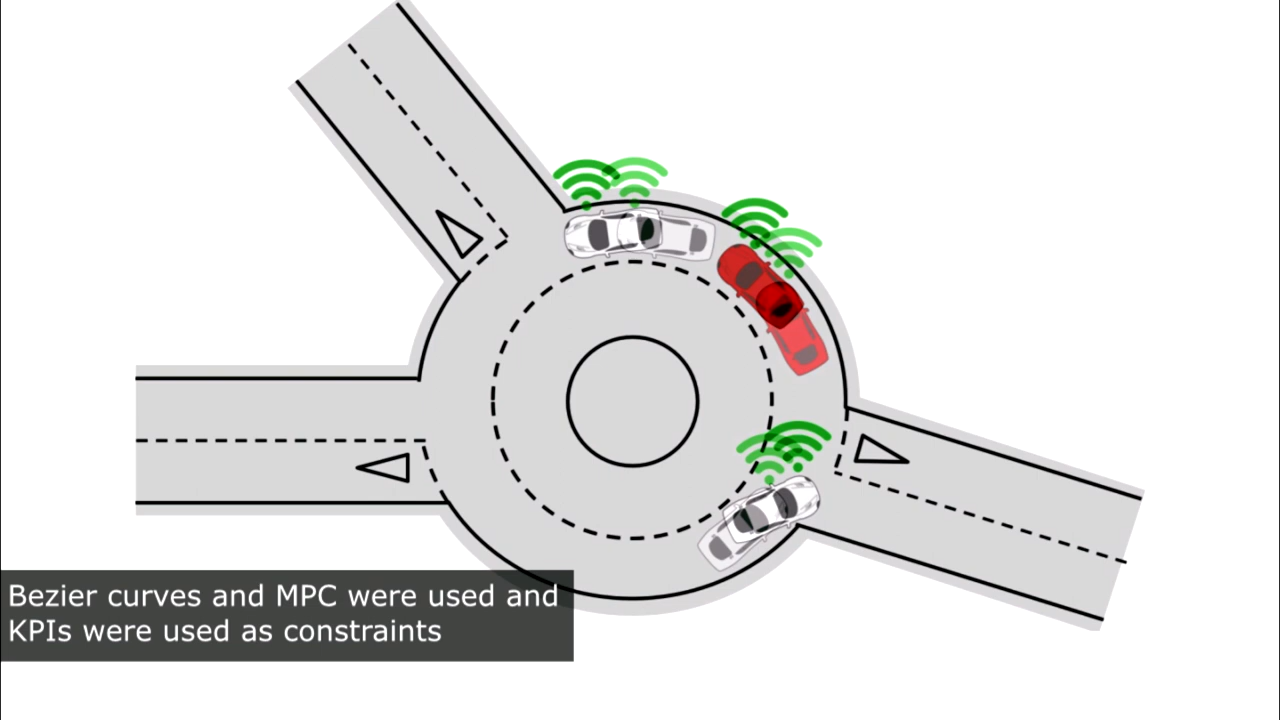 Bezier curves and MPC were used and
KPIs were used as constraints